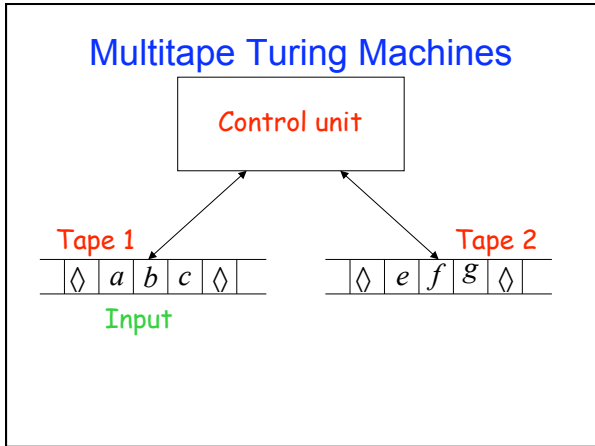 Multitape Turing Machines
Control unit
Tape 1
Tape 2
◊ a b c ◊
◊ e f g ◊
Input